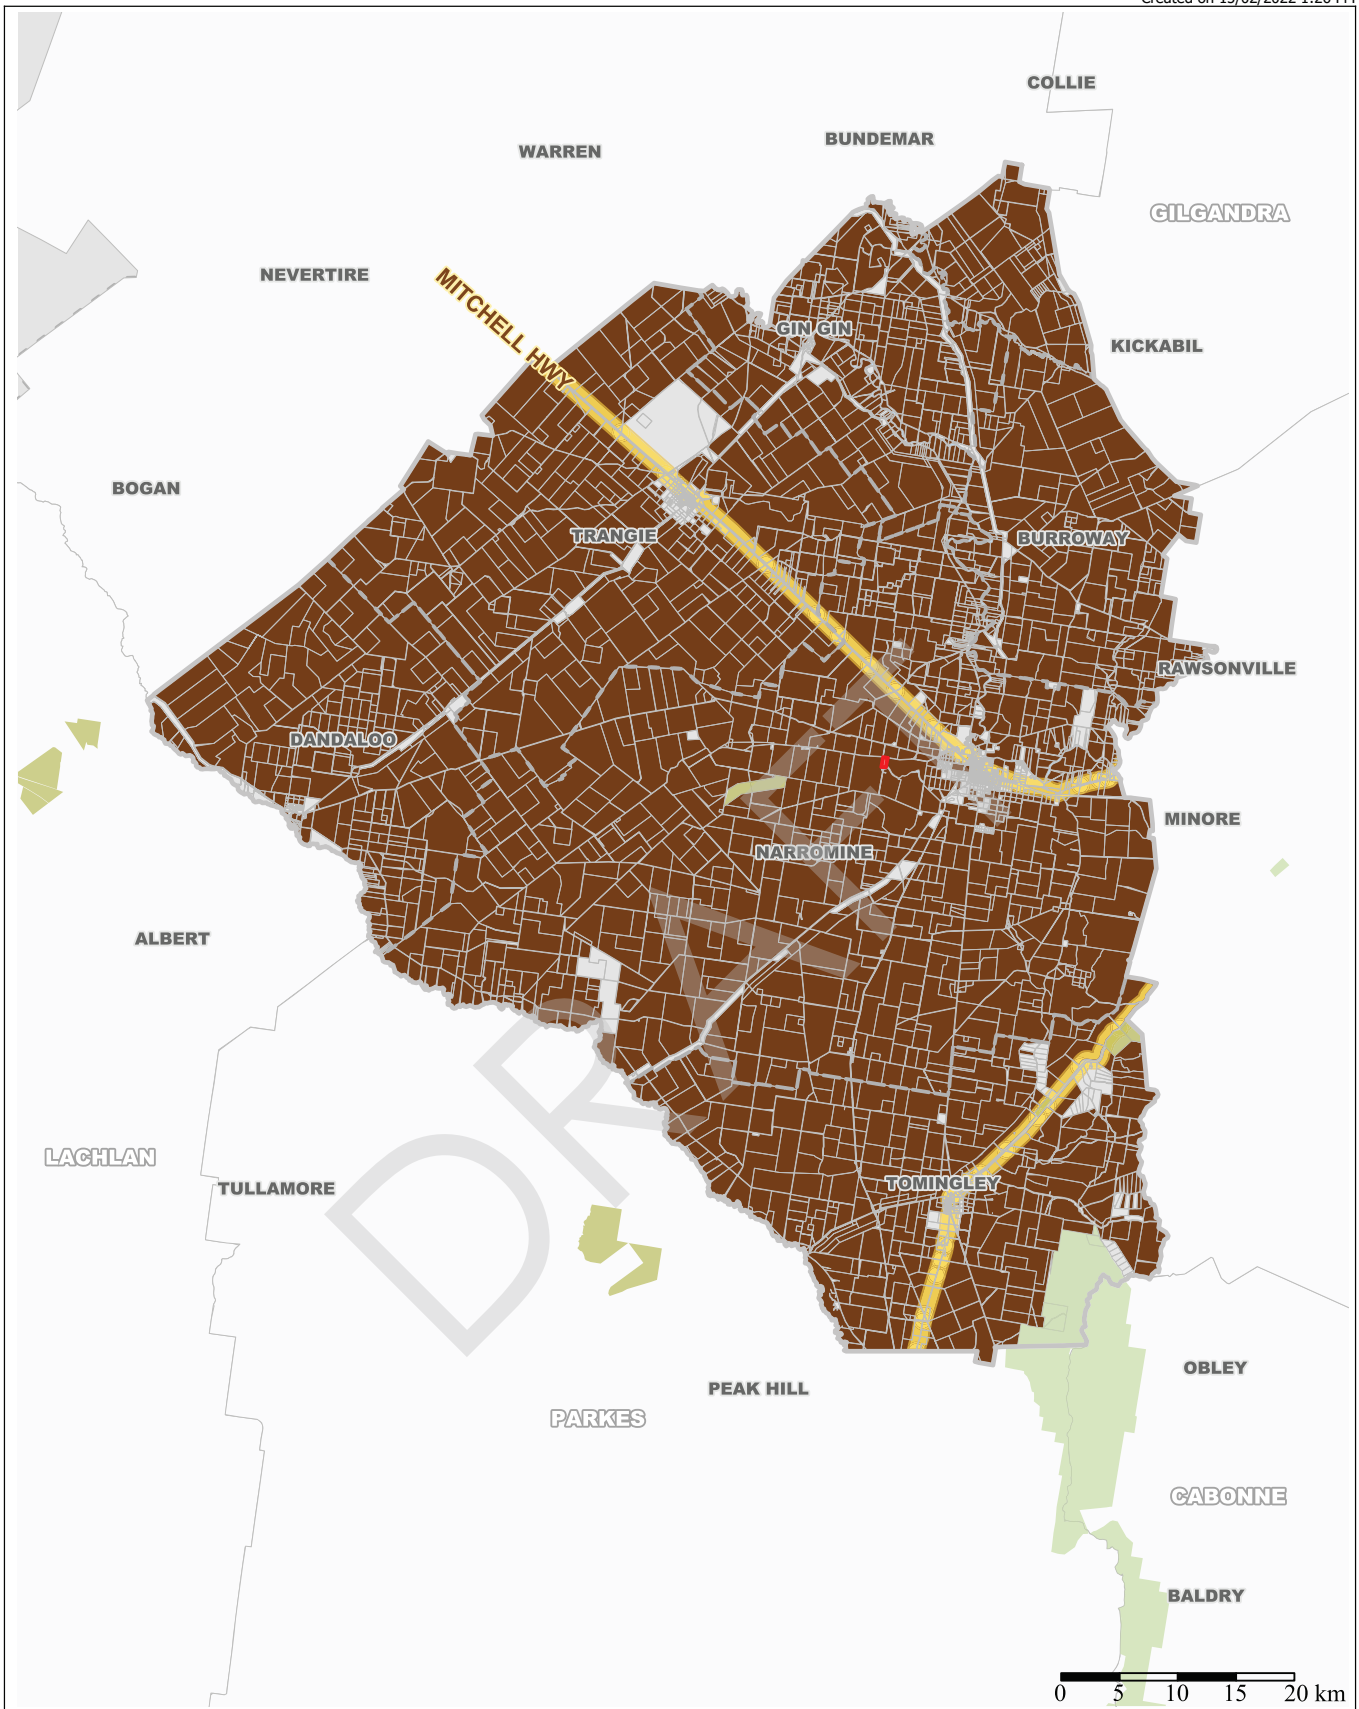 COLLIE
BUNDEMAR
WARREN
GILGANDRA
NEVERTIRE
MITCHELL HWY
GIN GIN
KICKABIL
BOGAN
TRANGIE
BURROWAY
RAWSONVILLE
DANDALOO
MINORE
NARROMINE
ALBERT
DRAFT
LACHLAN
TULLAMORE
TOMINGLEY
OBLEY
PEAK HILL
PARKES
CABONNE
BALDRY
0 5 10 15 20 km